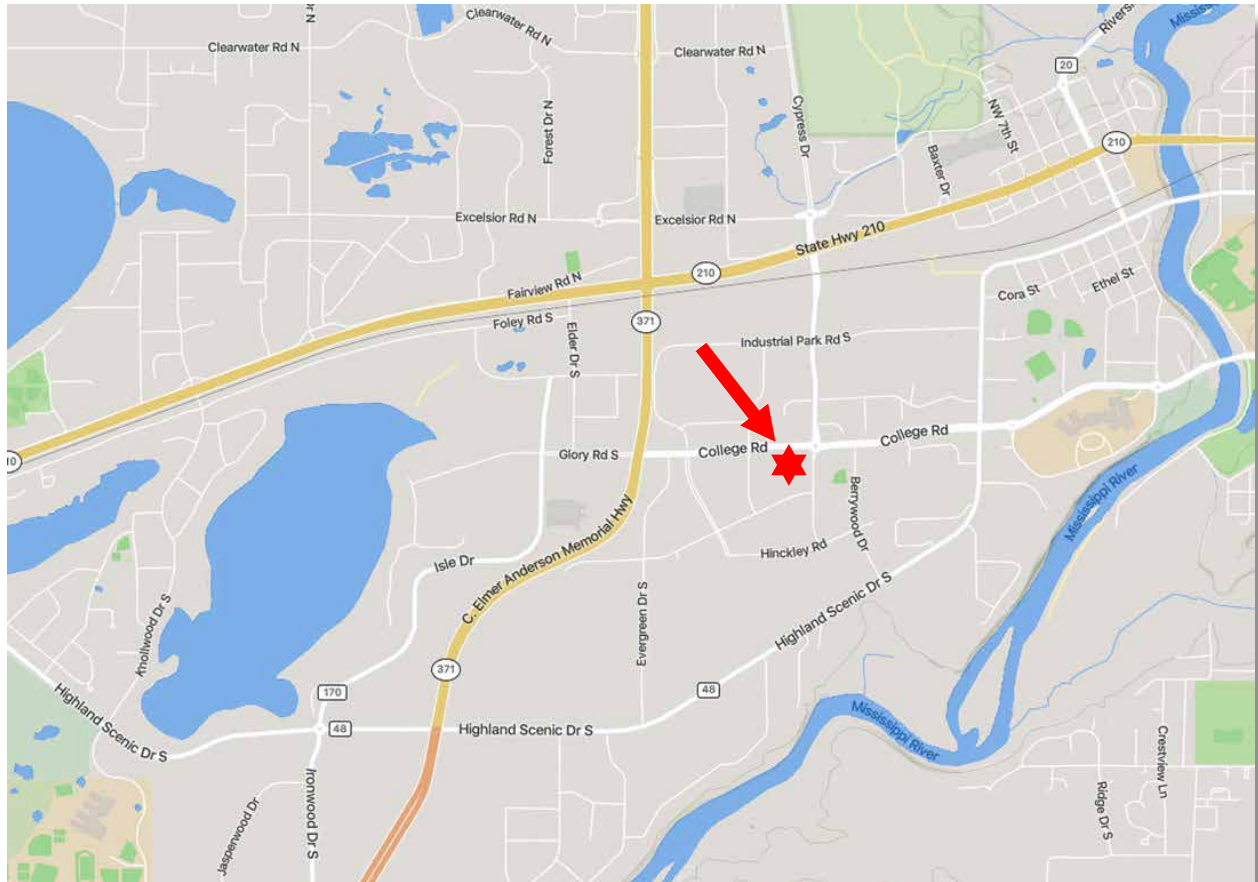 Clearwater Rd N
Clearwater Rd N
Clearwater Rd N
Mississi
Riversi
20
Forest Dr N
Cypress Dr
NW 7th St
Baxter Dr
210
Excelsior Rd N
Excelsior Rd N
State Hwy 210
210
Fairview Rd N
Foley Rd S
371
Elder Dr S
Cora St
Ethel St
Industrial Park Rd S
College Rd
College Rd
Glory Rd S
10
Berrywood Dr
Mississippi River
Hinckley Rd
Isle Dr
C. Elmer Anderson Memorial Hwy
Evergreen Dr S
Highland Scenic Dr S
Knollwood Dr S
371
170
48
48
Highland Scenic Dr S
Highland Scenic Dr S
Mississippi River
Crestview Ln
Ridge Dr S
Ironwood Dr S
Jasperwood Dr